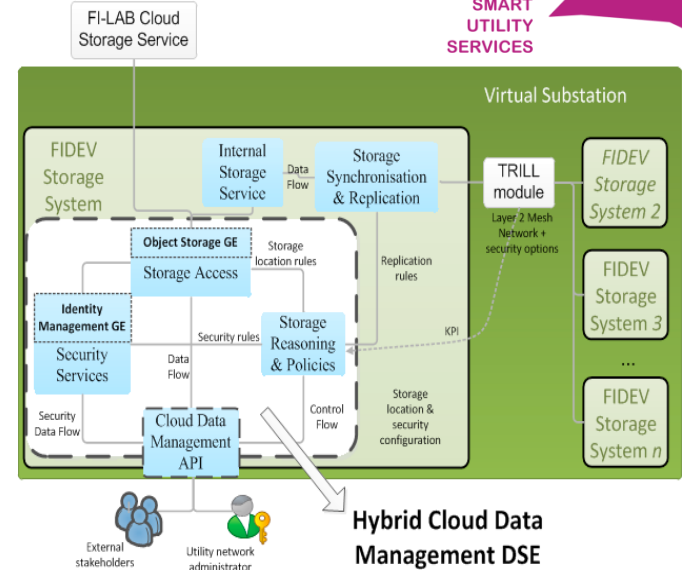 SMART
UTILITY
SERVICES
FI-LAB Cloud
Storage Service
Virtual Substation
FIDEV
Storage
System
Internal
Storage
Service
Data
Flow
Storage
Synchronisation
& Replication
TRILL
module
Layer 2 Mesh
Network +
security options
FIDEV
Storage
System 2
Object Storage GE
Storage Access
Storage
location rules
Replication
rules
FIDEV
Storage
System 3
Identity
Management GE
Security
Services
Security rules
Storage
Reasoning
& Policies
KPI
Data
Flow
...
FIDEV
Storage
System n
Security
Data Flow
Cloud Data
Management
API
Control
Flow
Storage
location &
security
configuration
Hybrid Cloud Data
Management DSE
External
stakeholders
Utility network
administrator